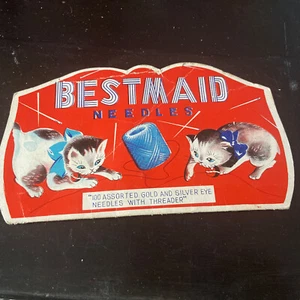 BESTMAID
NEEDLES
"100 ASSORTED GOLD AND SILVER EYE
NEEDLES WITH THREADER"